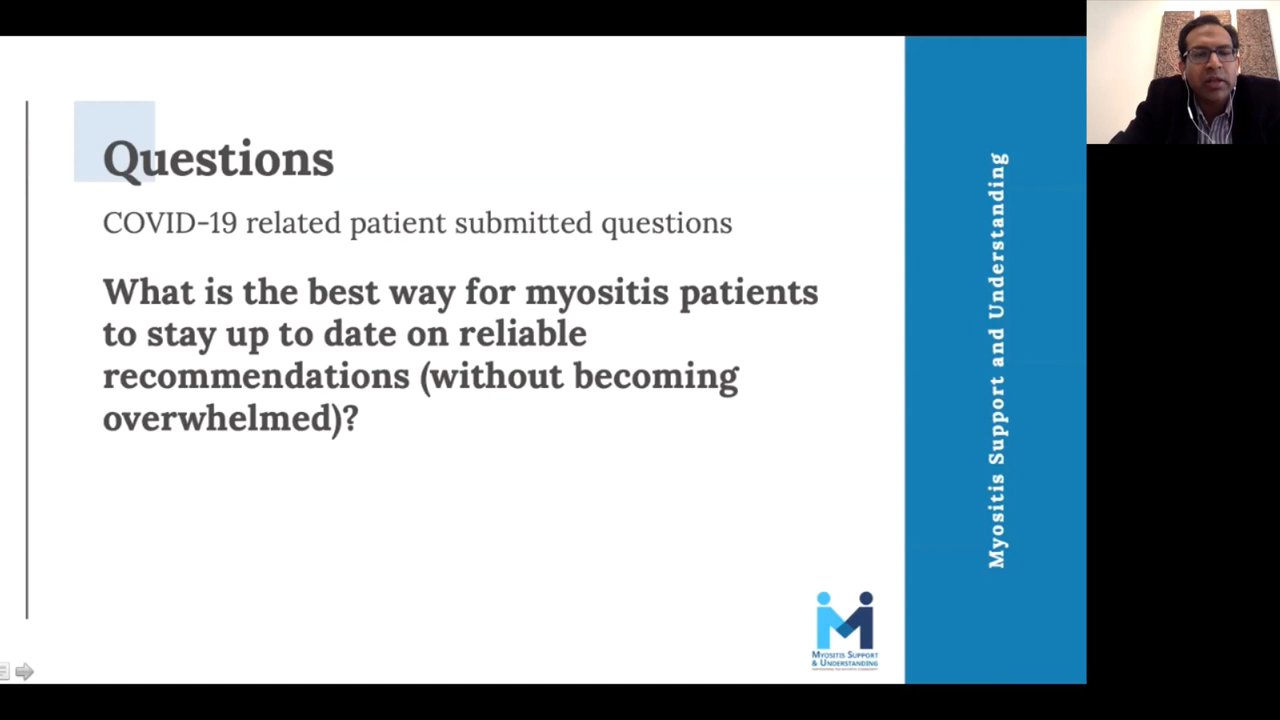 Questions
COVID-19 related patient submitted questions
What is the best way for myositis patients
to stay up to date on reliable
recommendations (without becoming
overwhelmed)?
Myositis Support and Understanding
Myositis Support
& Understanding